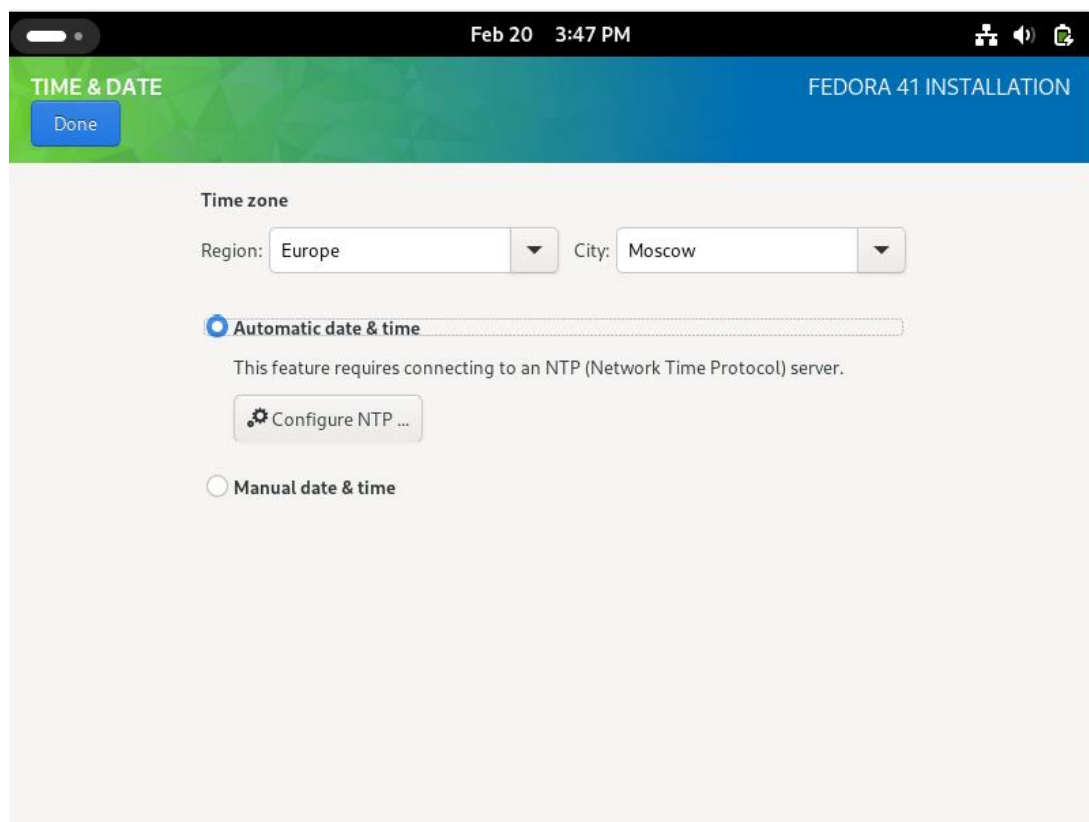 Feb 20 3:47 PM
TIME & DATE
FEDORA 41 INSTALLATION
Done
Time zone
Region: Europe City: Moscow
Automatic date & time
This feature requires connecting to an NTP (Network Time Protocol) server.
Configure NTP ...
Manual date & time